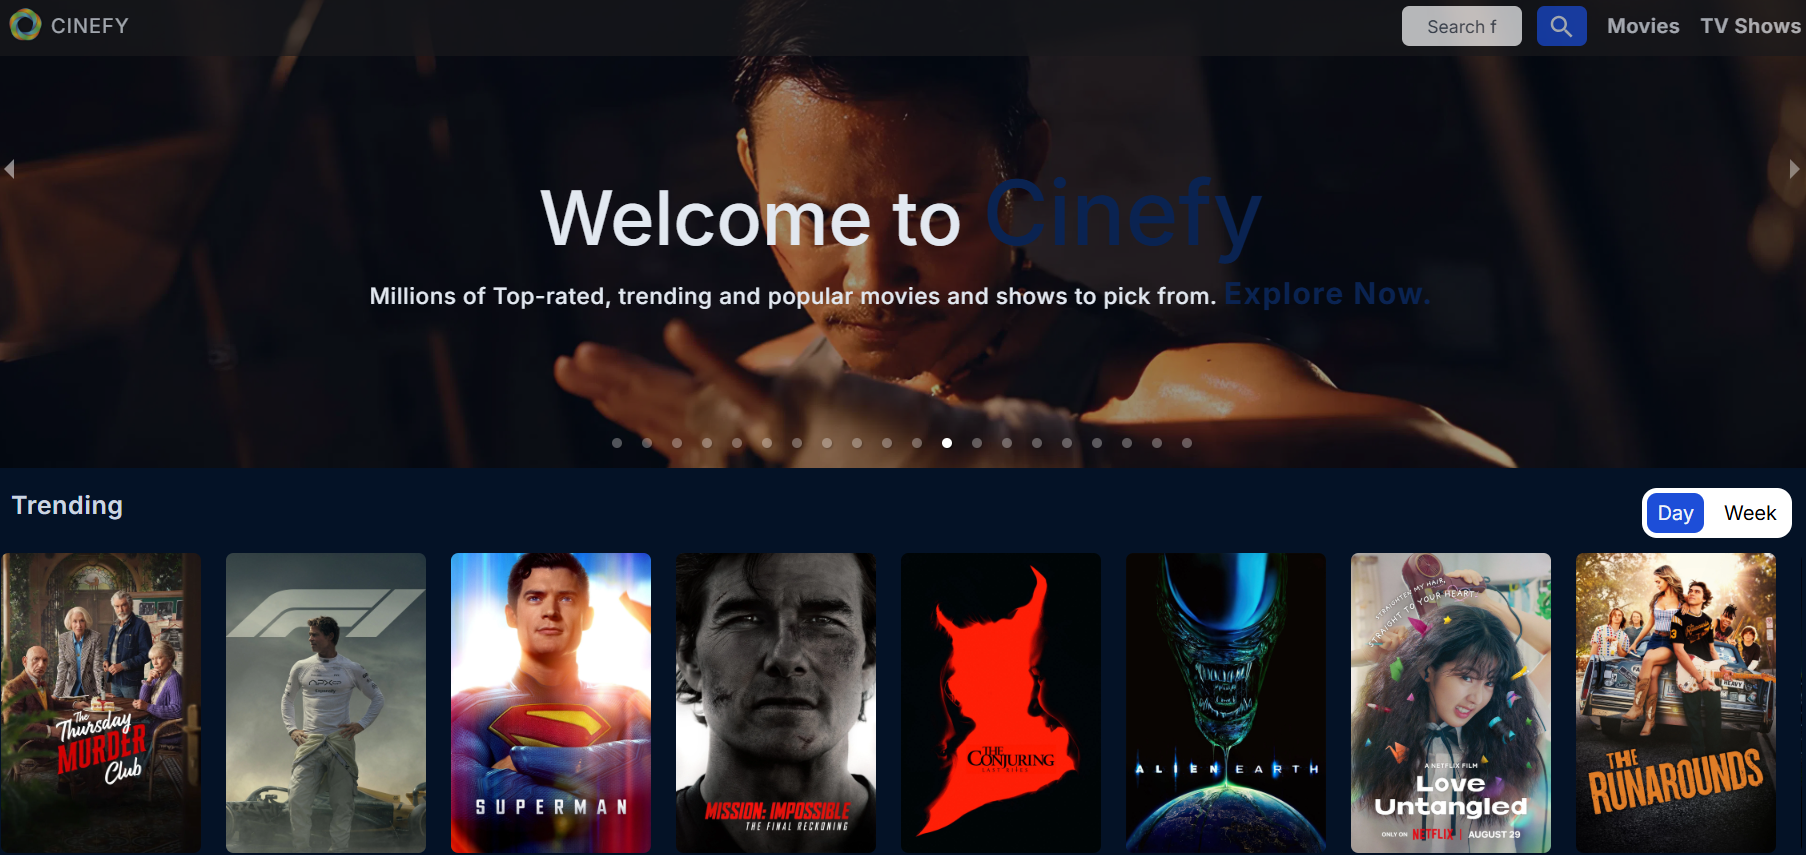 CINEFY
Search f
Movies
TV Shows
Welcome to Cinefy
Millions of Top-rated, trending and popular movies and shows to pick from. Explore Now.
Trending
Day
Week
The
Thursday
MURDER
Club
SUPERMAN
MISSION: IMPOSSIBLE
THE FINAL RECKONING
THE
CONJURING
LAST RITES
ALIEN EARTH
STRAIGHTEN MY HAIR,
STRAIGHT TO YOUR HEART
A NETFLIX FILM
Love
Untangled
ONLY ON NETFLIX | AUGUST 29
THE
RUNAROUNDS